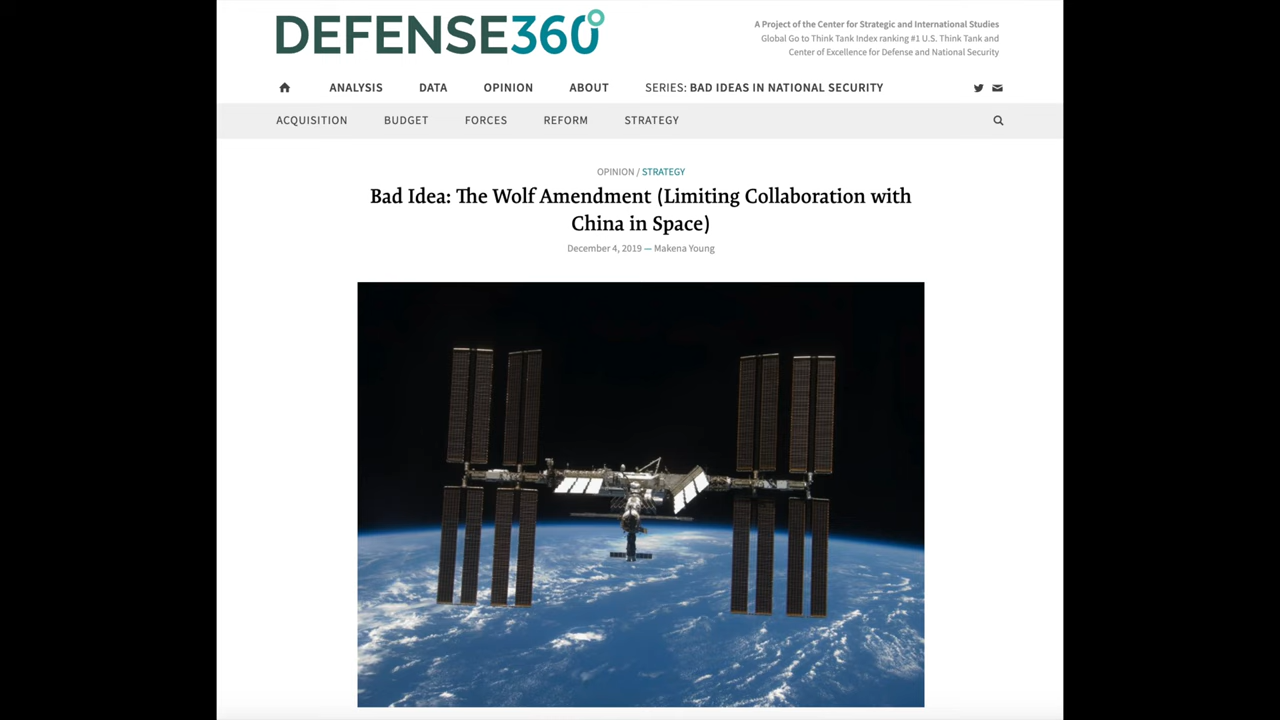 DEFENSE360°
A Project of the Center for Strategic and International Studies
Global Go to Think Tank Index ranking #1 U.S. Think Tank and
Center of Excellence for Defense and National Security
ANALYSIS DATA OPINION ABOUT SERIES: BAD IDEAS IN NATIONAL SECURITY
ACQUISITION BUDGET FORCES REFORM STRATEGY
OPINION / STRATEGY
Bad Idea: The Wolf Amendment (Limiting Collaboration with
China in Space)
December 4, 2019 — Makena Young